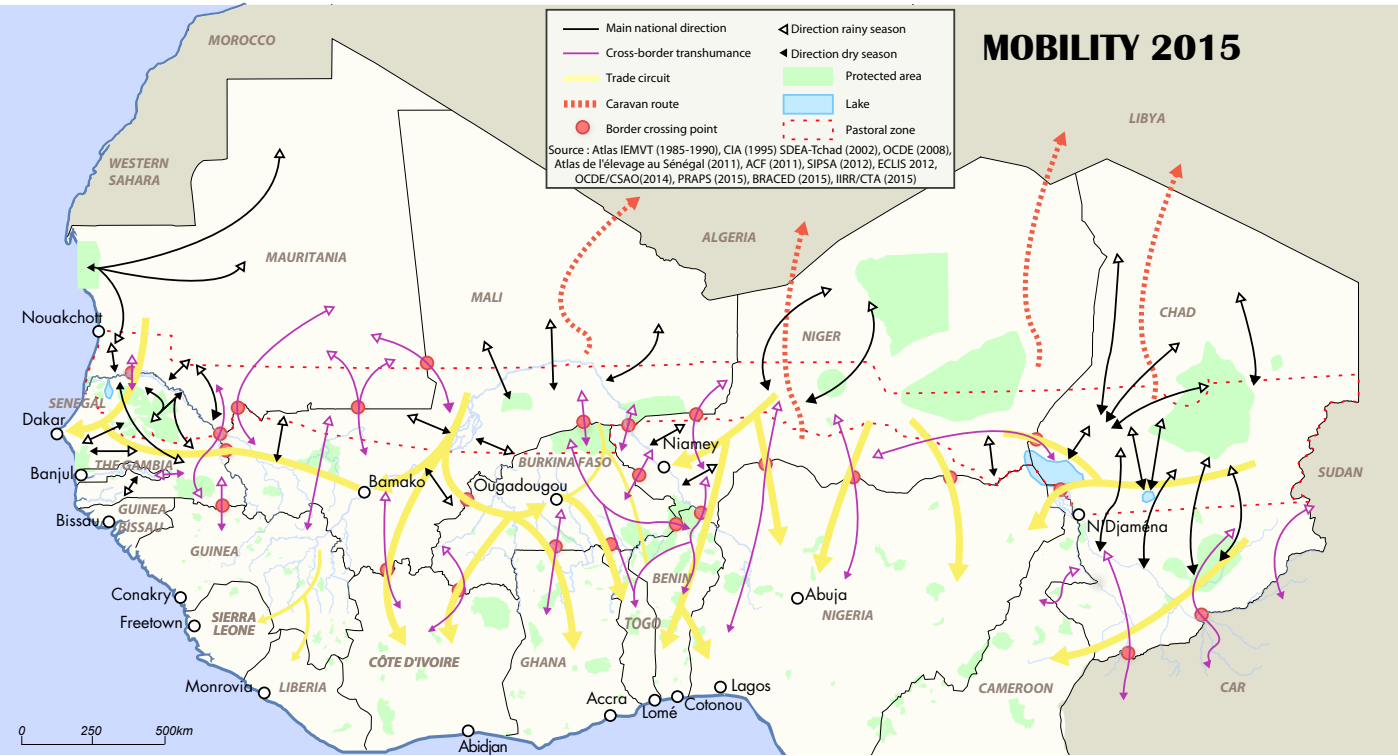 MOBILITY 2015
Main national direction
Cross-border transhumance
Trade circuit
Caravan route
Border crossing point
Direction rainy season
Direction dry season
Protected area
Lake
Pastoral zone
Source : Atlas IEMVT (1985-1990), CIA (1995) SDEA-Tchad (2002), OCDE (2008),
Atlas de l'élevage au Sénégal (2011), ACF (2011), SIPSA (2012), ECLIS 2012,
OCDE/CSAO(2014), PRAPS (2015), BRACED (2015), IIRR/CTA (2015)
MOROCCO
LIBYA
WESTERN
SAHARA
ALGERIA
MAURITANIA
MALI
Nouakchott
NIGER
CHAD
SENEGAL
Dakar
Niamey
THE GAMBIA
Banjul
BURKINA FASO
Bamako
Ougadougou
SUDAN
GUINEA
BISSAU
Bissau
N'Djaména
GUINEA
BENIN
Conakry
Abuja
Freetown
SIERRA
LEONE
TOGO
NIGERIA
CÔTE D'IVOIRE
GHANA
Monrovia
LIBERIA
CAMEROON
CAR
Lagos
Accra
Lomé
Cotonou
Abidjan
0 250 500km